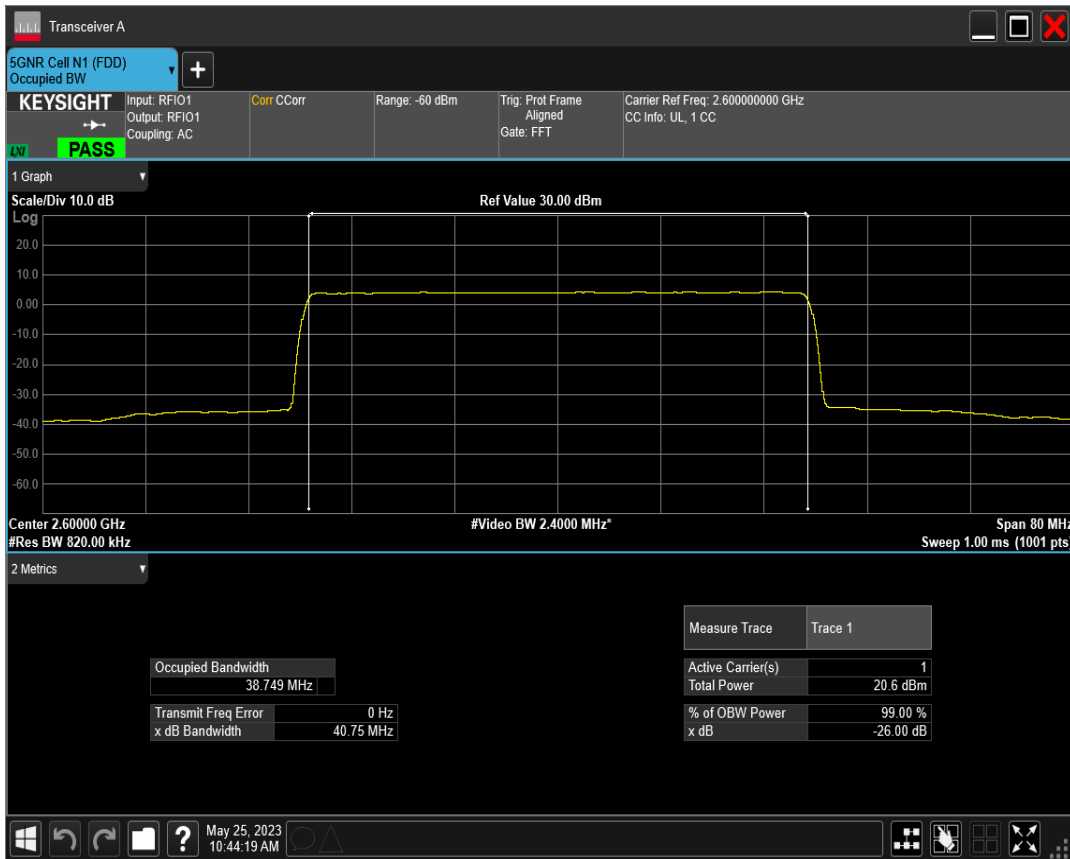 Transceiver A
5GNR Cell N1 (FDD)
Occupied BW
KEYSIGHT
LXI
PASS
Input: RFIO1
Output: RFIO1
Coupling: AC
Corr CCorr
Range: -60 dBm
Trig: Prot Frame
Aligned
Gate: FFT
Carrier Ref Freq: 2.600000000 GHz
CC Info: UL, 1 CC
1 Graph
Scale/Div 10.0 dB
Ref Value 30.00 dBm
Log
20.0
10.0
0.00
-10.0
-20.0
-30.0
-40.0
-50.0
-60.0
Center 2.60000 GHz
#Video BW 2.4000 MHz*
Span 80 MHz
#Res BW 820.00 kHz
Sweep 1.00 ms (1001 pts)
2 Metrics
Measure Trace Trace 1
Occupied Bandwidth
38.749 MHz
Active Carrier(s) 1
Total Power 20.6 dBm
Transmit Freq Error 0 Hz
x dB Bandwidth 40.75 MHz
% of OBW Power 99.00 %
x dB -26.00 dB
May 25, 2023
10:44:19 AM